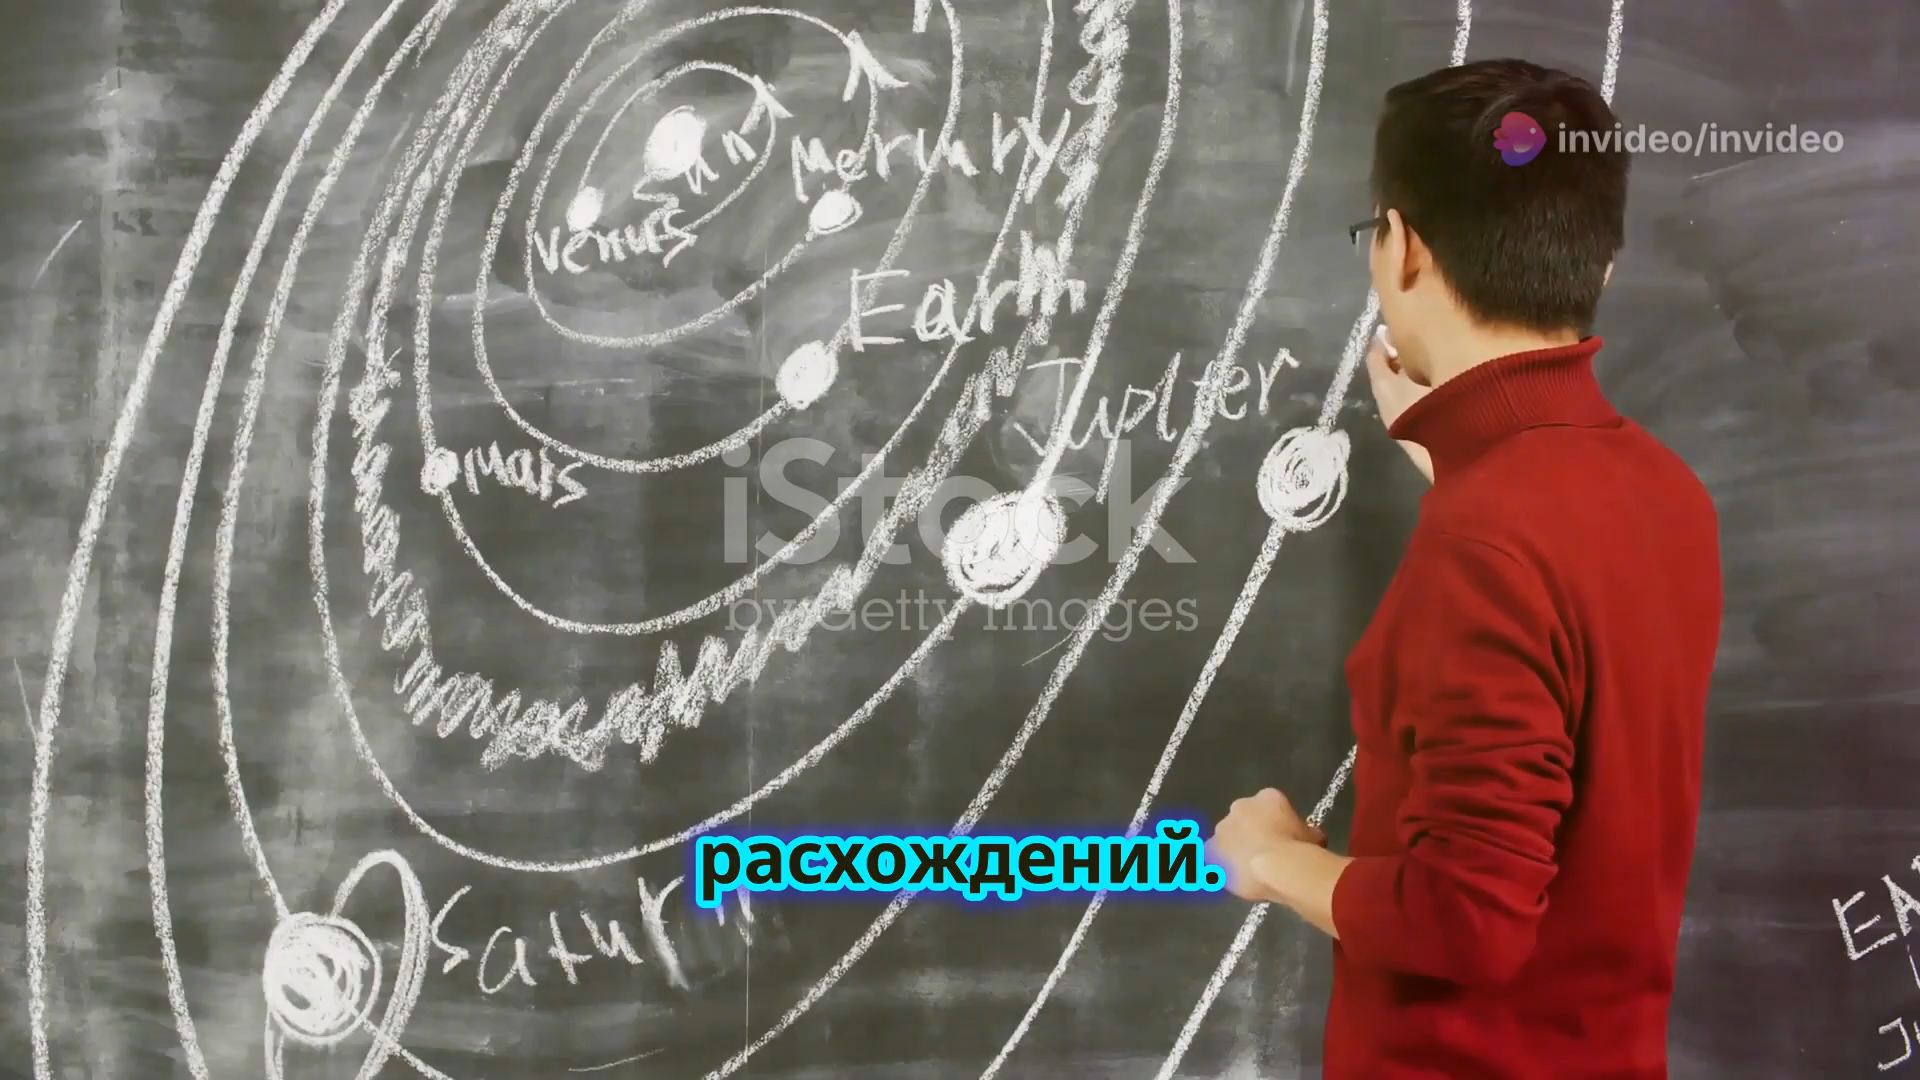 invideo/invideo
Sun
Mercury
Venus
Earth
Jupiter
Mars
iStock
by Getty Images
расхождений.
Saturn